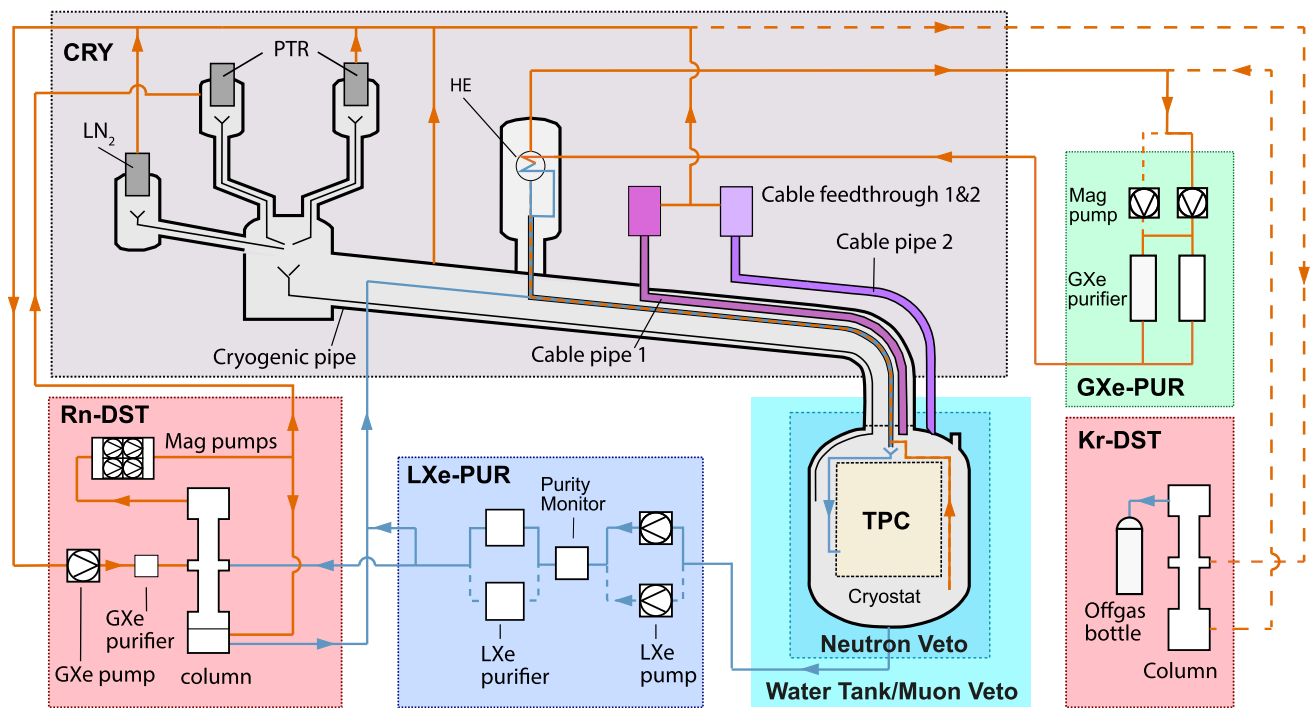 CRY
PTR
HE
LN2
Cable feedthrough 1&2
Cable pipe 2
Cable pipe 1
Cryogenic pipe
Mag
pump
GXe
purifier
GXe-PUR
Rn-DST
Mag pumps
GXe
purifier
GXe pump
column
LXe-PUR
Purity
Monitor
LXe
purifier
LXe
pump
TPC
Cryostat
Neutron Veto
Water Tank/Muon Veto
Kr-DST
Offgas
bottle
Column